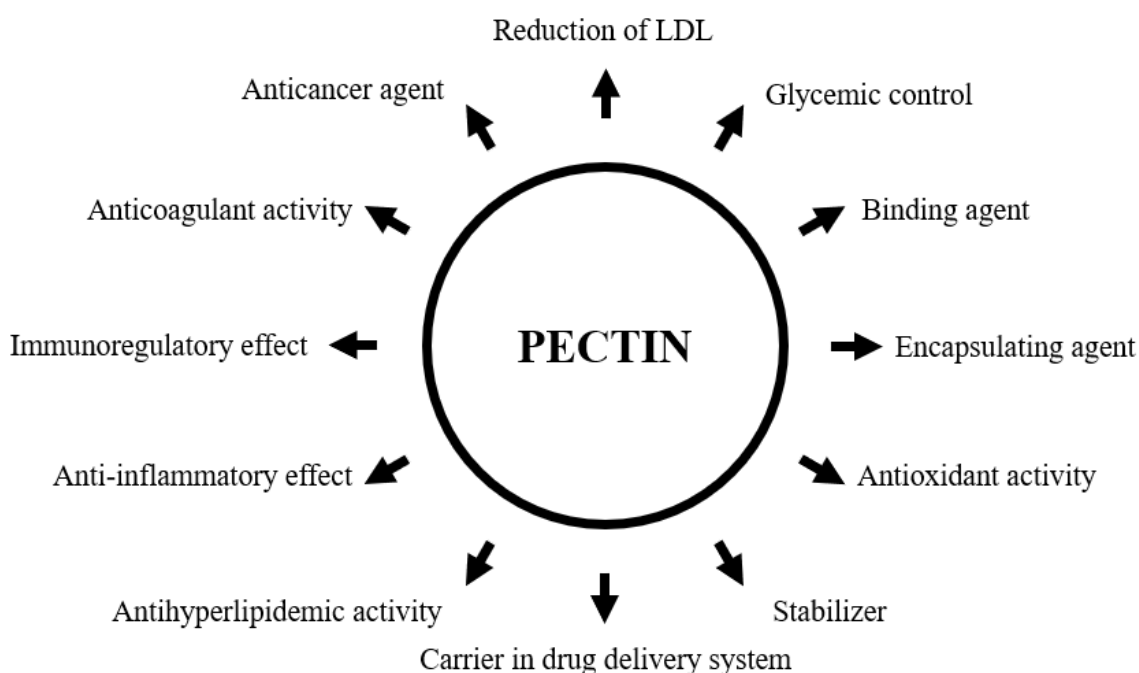 Reduction of LDL
Anticancer agent
Glycemic control
Anticoagulant activity
Binding agent
Immunoregulatory effect
PECTIN
Encapsulating agent
Anti-inflammatory effect
Antioxidant activity
Antihyperlipidemic activity
Stabilizer
Carrier in drug delivery system